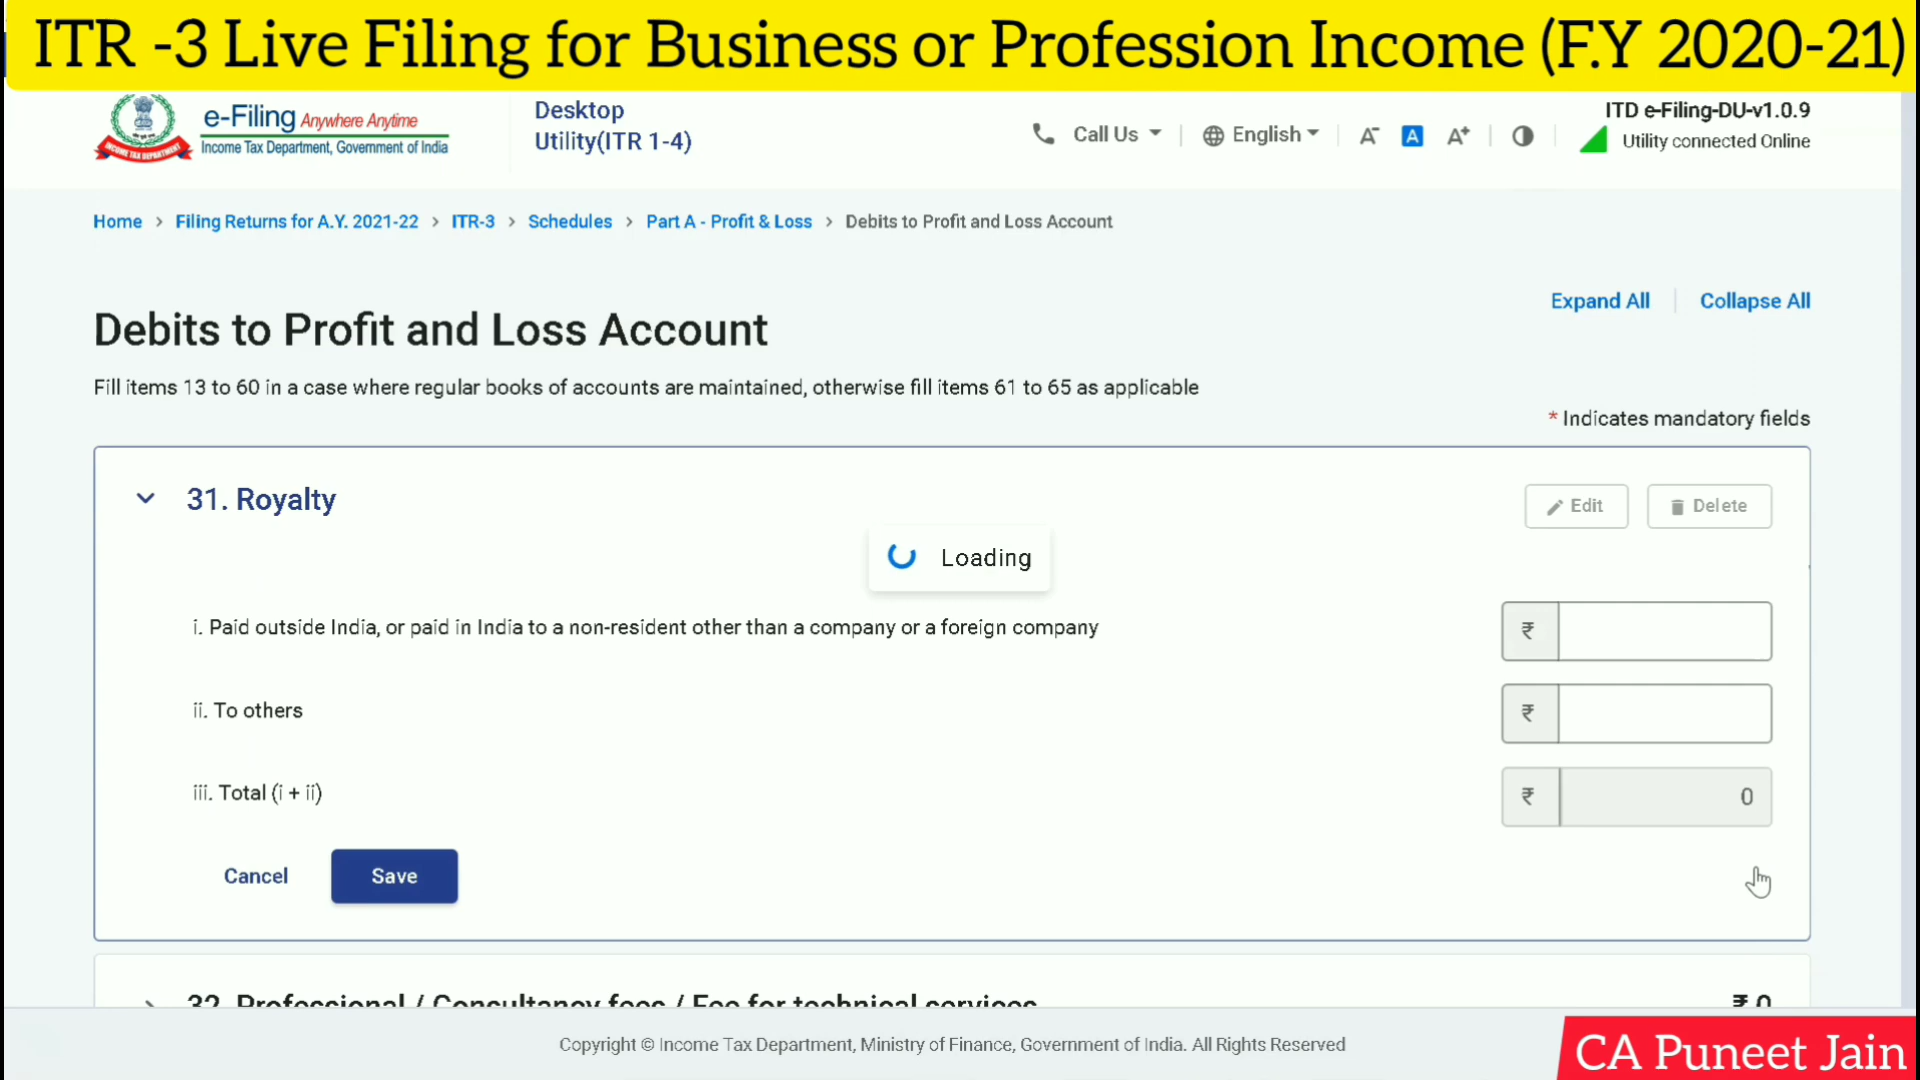 ITR -3 Live Filing for Business or Profession Income (F.Y 2020-21)
e-Filing Anywhere Anytime
Income Tax Department, Government of India
INCOME TAX DEPARTMENT
Desktop
Utility(ITR 1-4)
Call Us
English
A-
A
A+
ITD e-Filing-DU-v1.0.9
Utility connected Online
Home > Filing Returns for A.Y. 2021-22 > ITR-3 > Schedules > Part A - Profit & Loss > Debits to Profit and Loss Account
Expand All
Collapse All
Debits to Profit and Loss Account
Fill items 13 to 60 in a case where regular books of accounts are maintained, otherwise fill items 61 to 65 as applicable
* Indicates mandatory fields
31. Royalty
Edit
Delete
Loading
i. Paid outside India, or paid in India to a non-resident other than a company or a foreign company
₹
ii. To others
₹
iii. Total (i + ii)
₹ 0
Cancel
Save
32. Professional / Consultancy fees / Fee for technical services
₹ 0
Copyright © Income Tax Department, Ministry of Finance, Government of India. All Rights Reserved
CA Puneet Jain